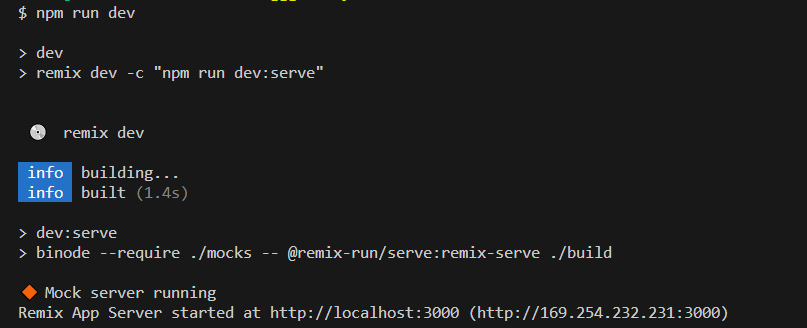 $ npm run dev
> dev
> remix dev -c "npm run dev:serve"
remix dev
info building...
info built (1.4s)
> dev:serve
> binode --require ./mocks -- @remix-run/serve:remix-serve ./build
Mock server running
Remix App Server started at http://localhost:3000 (http://169.254.232.231:3000)